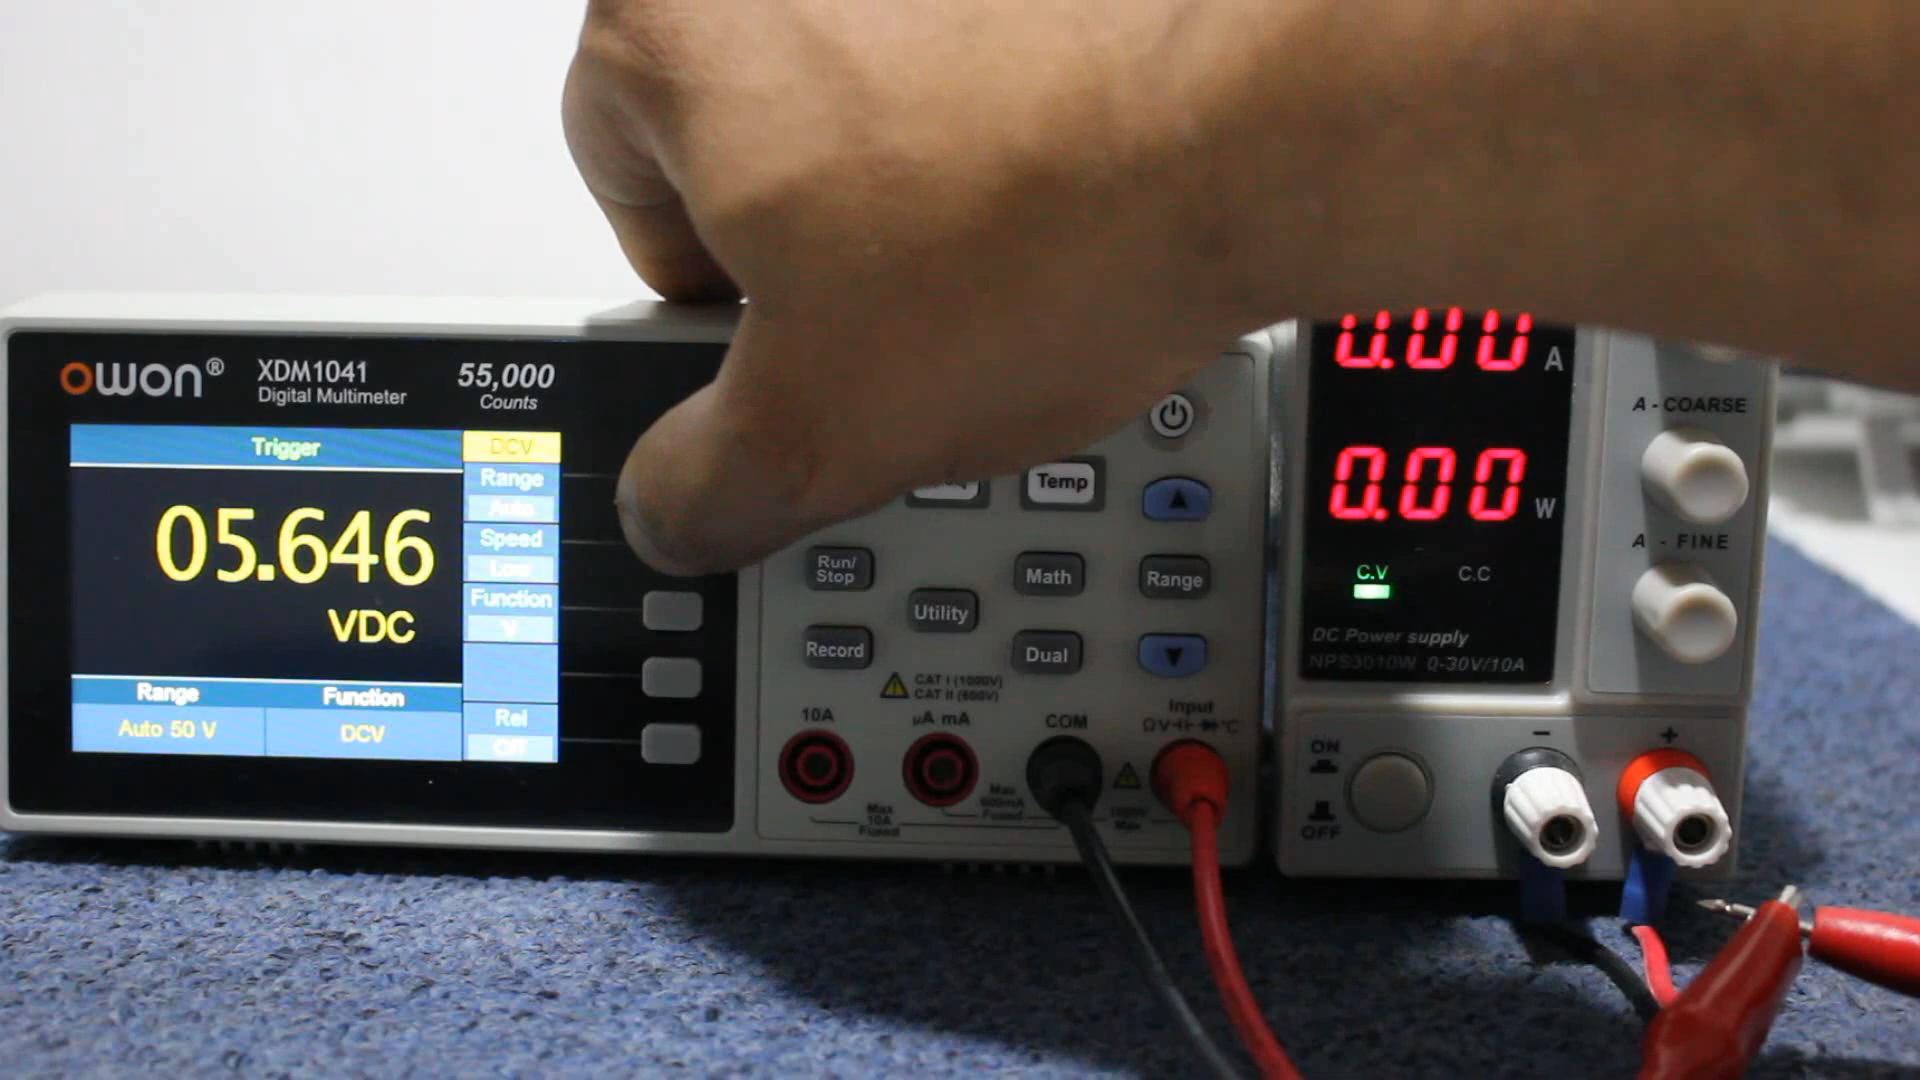 owon®
XDM1041
Digital Multimeter
55,000
Counts
Trigger
DCV
05.646
VDC
Range
Auto
Speed
Low
Function
V
Rel
Off
Range
Function
Auto 50 V
DCV
Temp
Run/
Stop
Math
Range
Utility
Record
Dual
CAT I (1000V)
CAT II (600V)
10A
µA mA
COM
Input
Max
10A
Fused
Max
600mA
Fused
Max
0.00 A
0.00 W
C.V
C.C
DC Power supply
NPS3010W 0-30V/10A
A - COARSE
A - FINE
ON
OFF
-
+